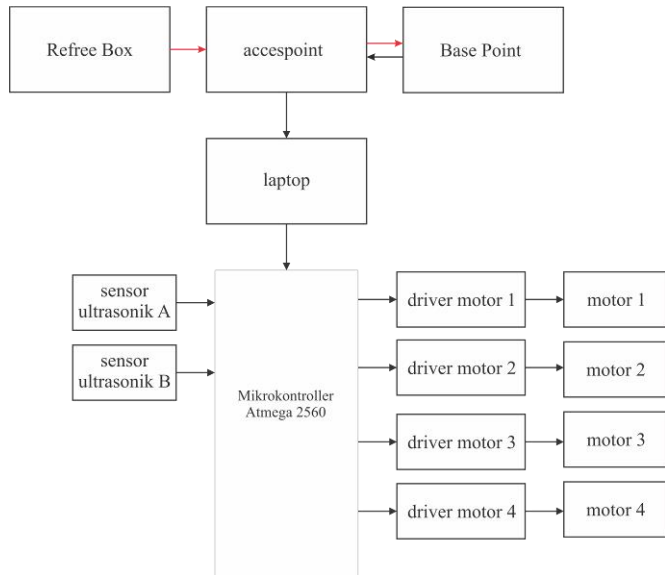 Refree Box
accespoint
Base Point
laptop
sensor
ultrasonik A
sensor
ultrasonik B
Mikrokontroller
Atmega 2560
driver motor 1
motor 1
driver motor 2
motor 2
driver motor 3
motor 3
driver motor 4
motor 4